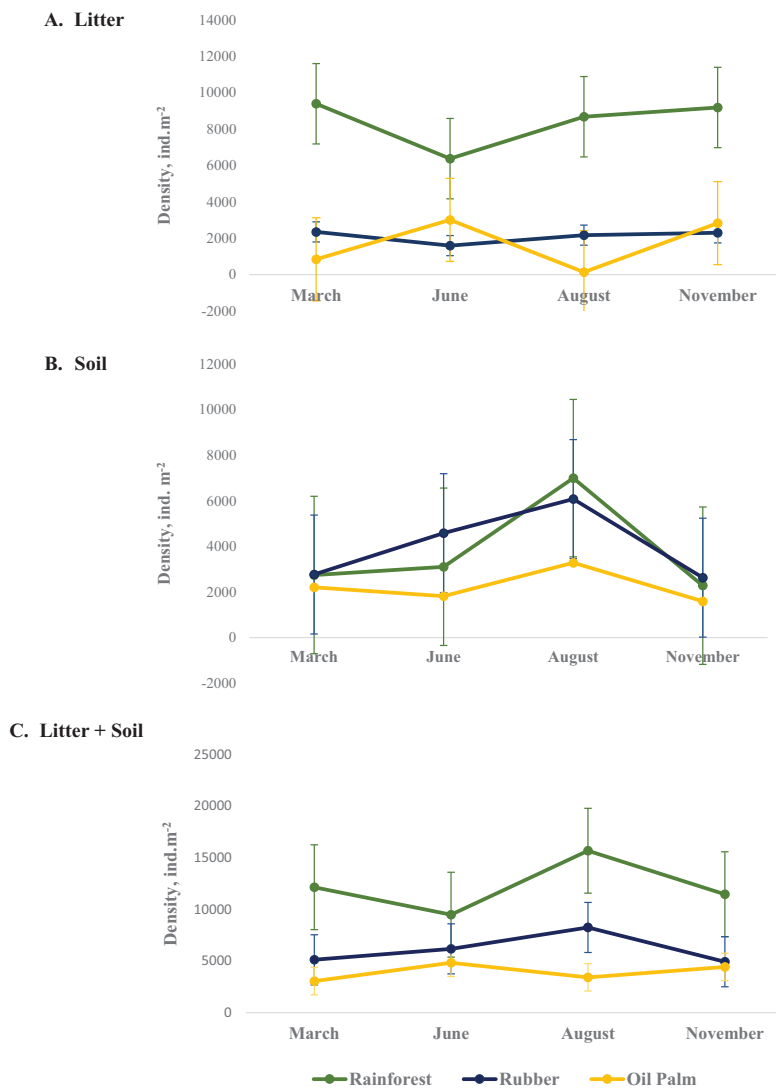 A. Litter
Density, ind.m-2
14000
12000
10000
8000
6000
4000
2000
0
-2000
March June August November
B. Soil
Density, ind. m-2
12000
10000
8000
6000
4000
2000
0
-2000
March June August November
C. Litter + Soil
Density, ind.m-2
25000
20000
15000
10000
5000
0
March June August November
Rainforest Rubber Oil Palm